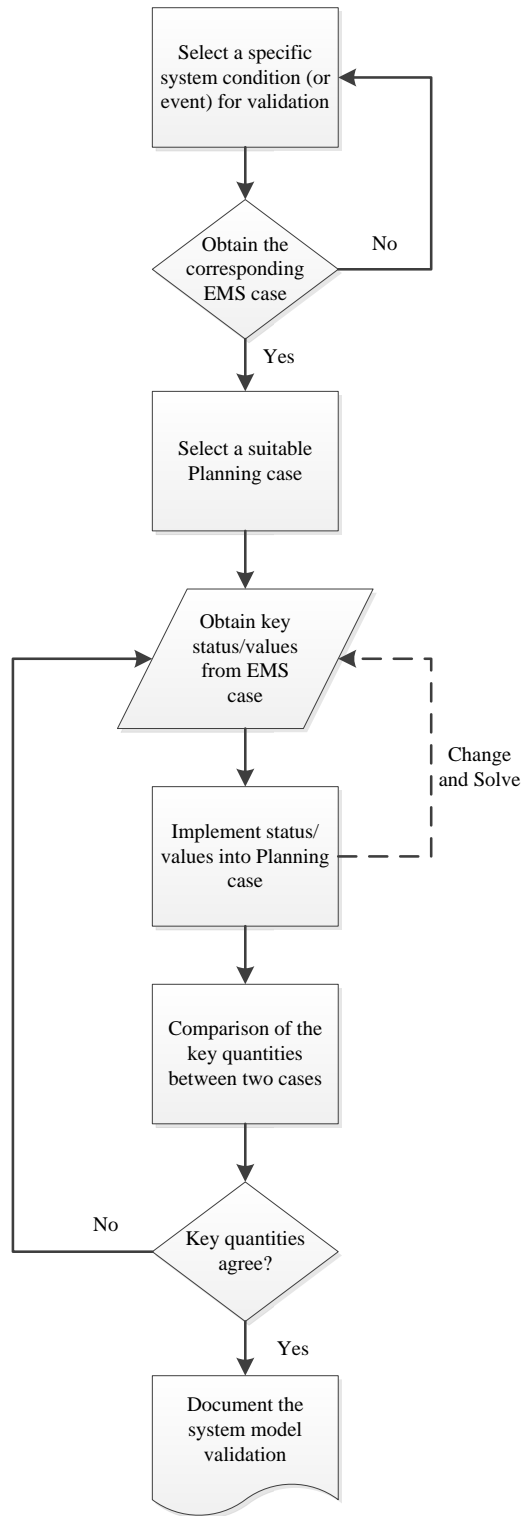 Select a specific
system condition (or
event) for validation
Obtain the
corresponding
EMS case
No
Yes
Select a suitable
Planning case
Obtain key
status/values
from EMS
case
Change
and Solve
Implement status/
values into Planning
case
Comparison of the
key quantities
between two cases
No
Key quantities
agree?
Yes
Document the
system model
validation